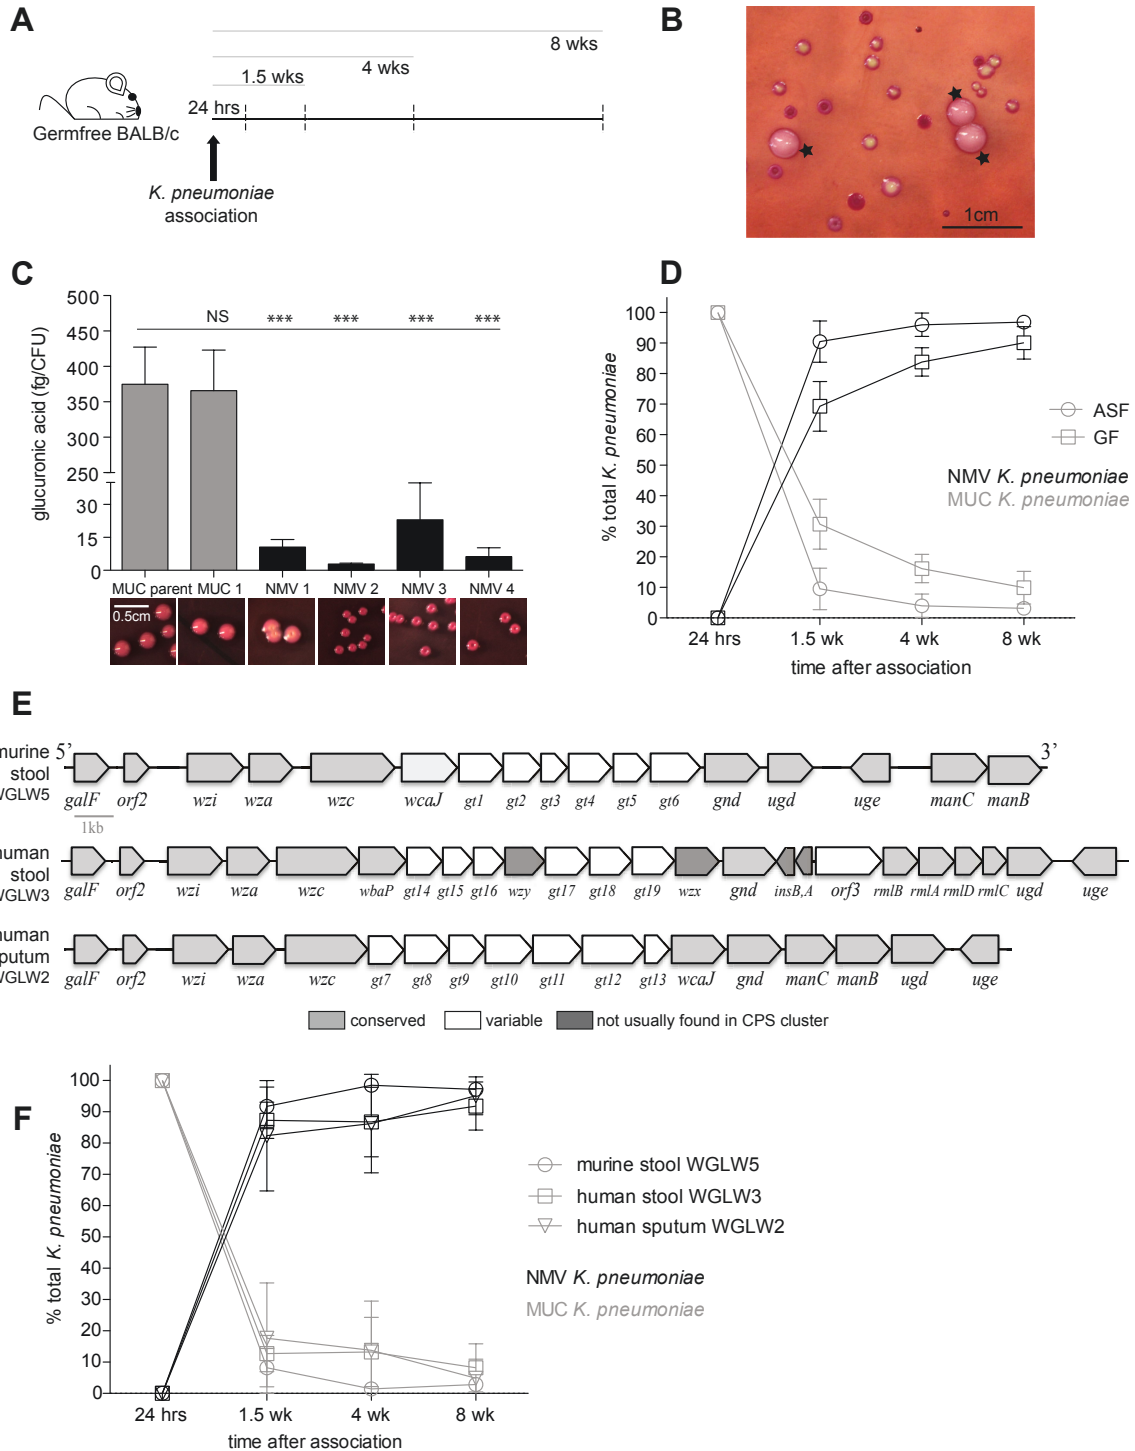 A
8 wks
4 wks
1.5 wks
24 hrs
Germfree BALB/c
K. pneumoniae
association
B
1cm
C
glucuronic acid (fg/CFU)
500
450
400
350
300
250
30
15
0
NS
***
***
***
***
MUC parent MUC 1 NMV 1 NMV 2 NMV 3 NMV 4
0.5cm
D
% total K. pneumoniae
100
90
80
70
60
50
40
30
20
10
0
24 hrs 1.5 wk 4 wk 8 wk
time after association
ASF
GF
NMV K. pneumoniae
MUC K. pneumoniae
E
murine
stool
WGLW5
5’ 3’
galF orf2 wzi wza wzc wcaJ gt1 gt2 gt3 gt4 gt5 gt6 gnd ugd uge manC manB
1kb
human
stool
WGLW3
galF orf2 wzi wza wzc wbaP gt14 gt15 gt16 wzy gt17 gt18 gt19 wzx gnd insB,A orf3 rmlB rmlA rmlD rmlC ugd uge
human
sputum
WGLW2
galF orf2 wzi wza wzc gt7 gt8 gt9 gt10 gt11 gt12 gt13 wcaJ gnd manC manB ugd uge
conserved variable not usually found in CPS cluster
F
% total K. pneumoniae
100
90
80
70
60
50
40
30
20
10
0
24 hrs 1.5 wk 4 wk 8 wk
time after association
murine stool WGLW5
human stool WGLW3
human sputum WGLW2
NMV K. pneumoniae
MUC K. pneumoniae